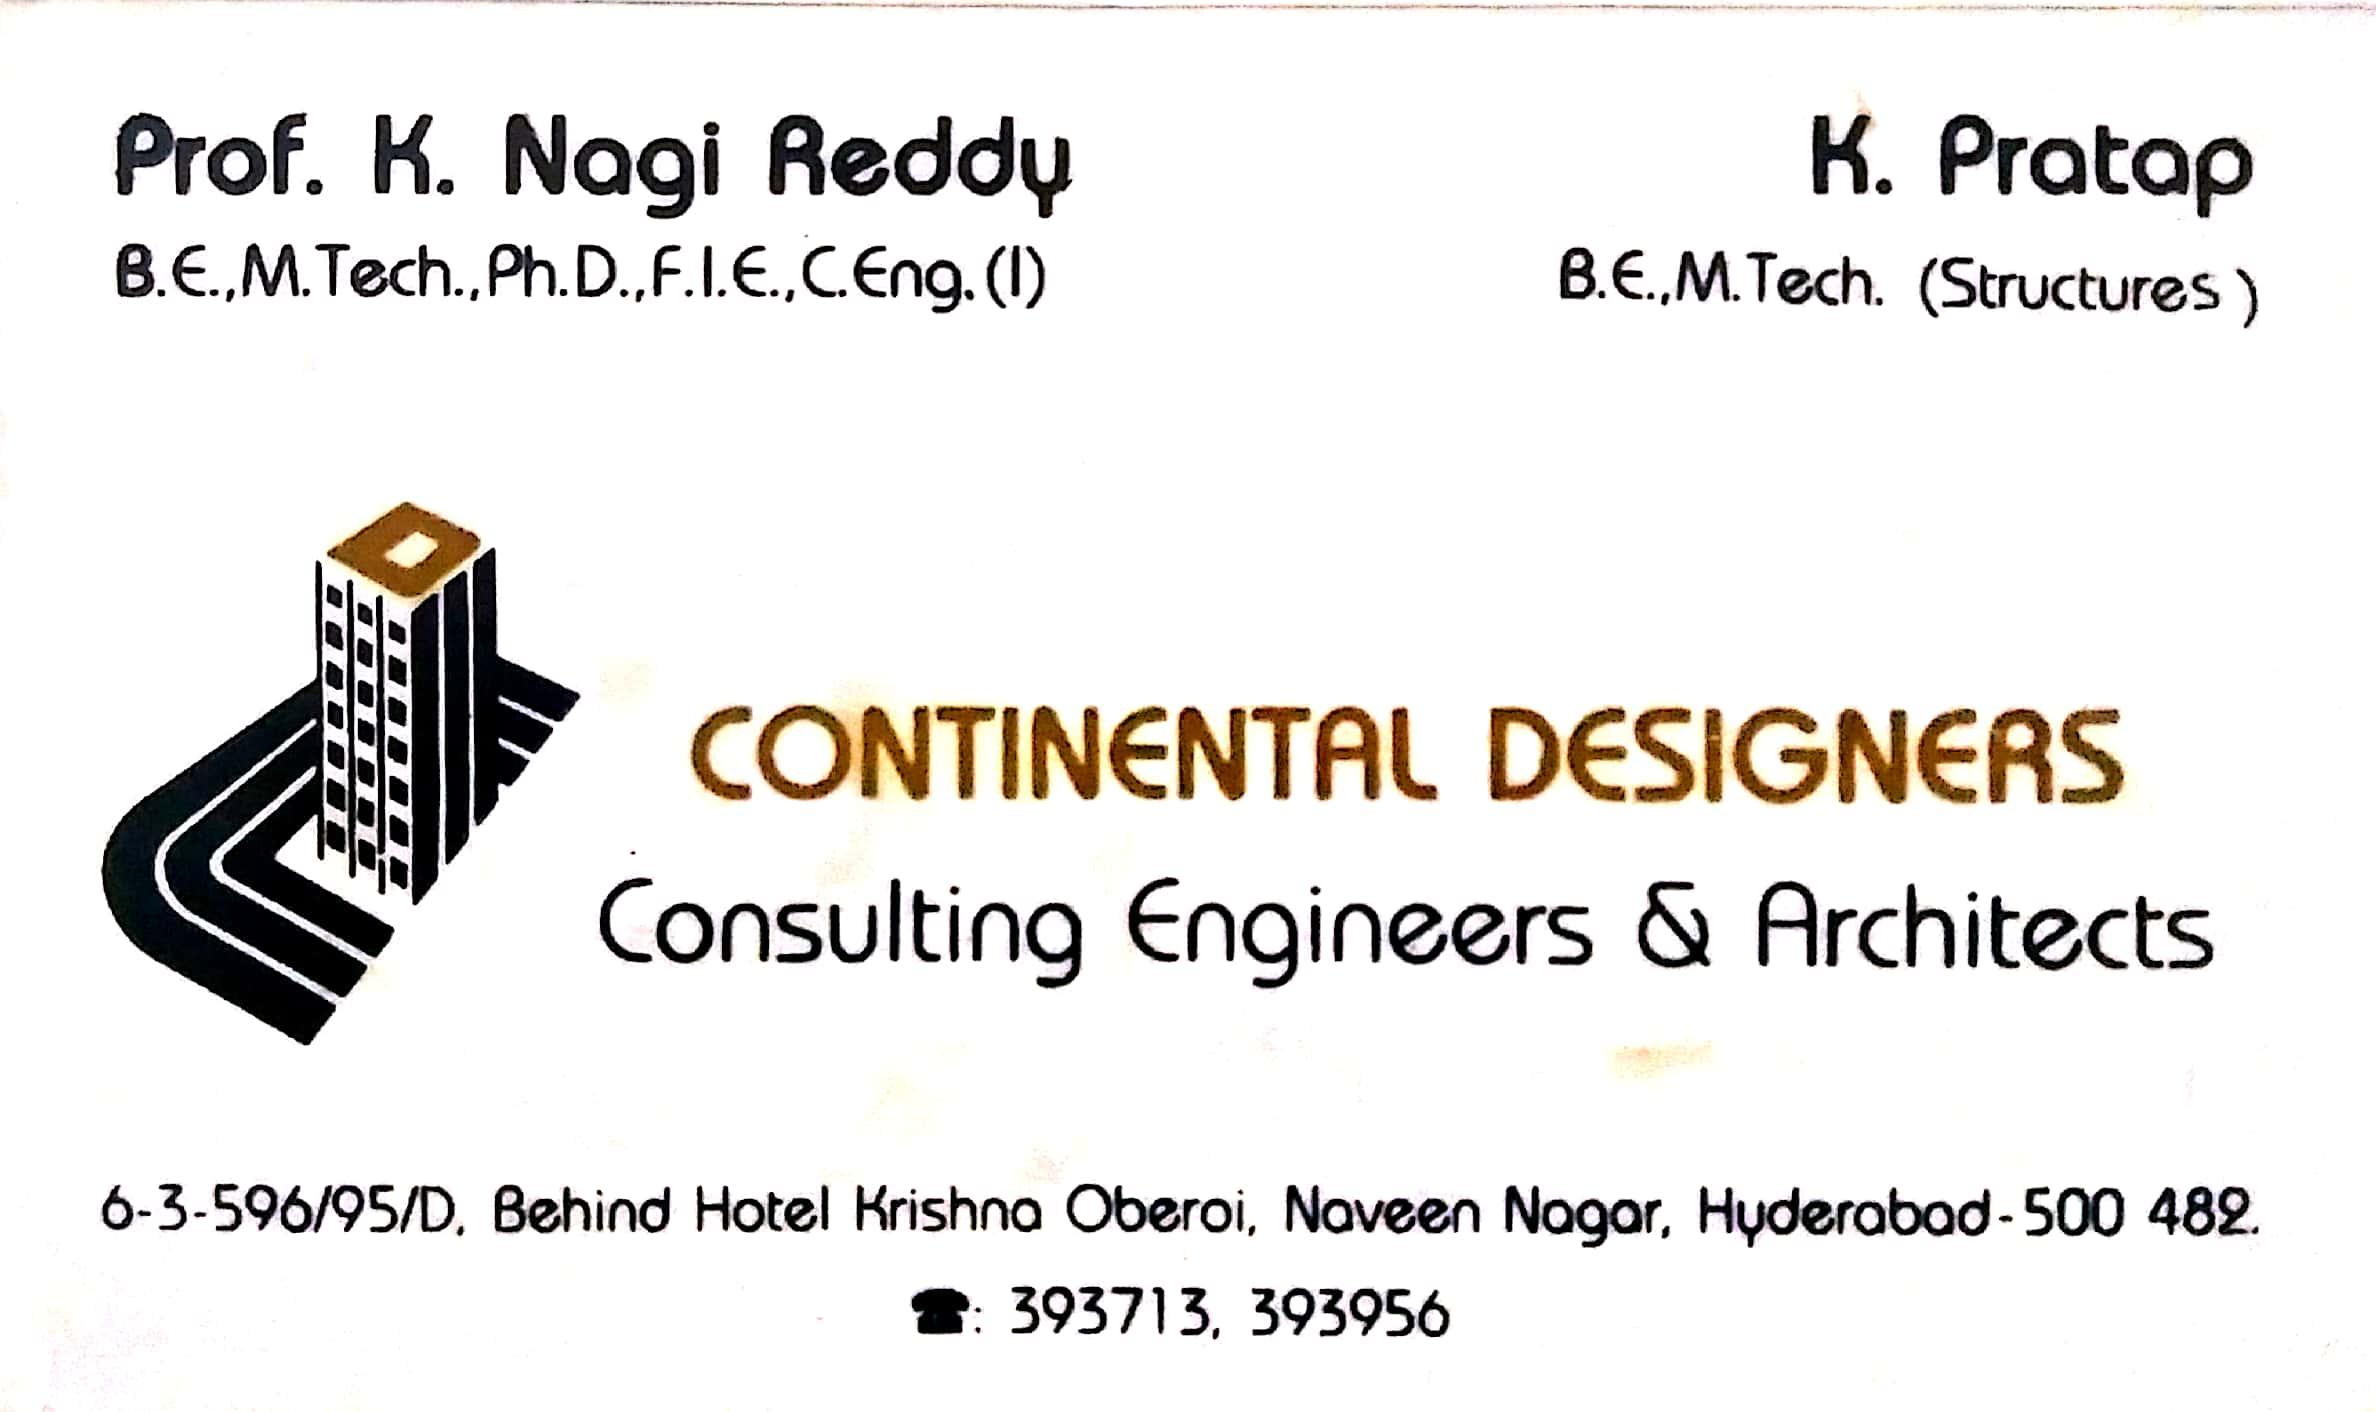 Prof. K. Nagi Reddy
B.E.,M.Tech.,Ph.D.,F.I.E.,C.Eng.(I)
K. Pratap
B.E.,M.Tech. (Structures)
CONTINENTAL DESIGNERS
Consulting Engineers & Architects
6-3-596/95/D, Behind Hotel Krishna Oberoi, Naveen Nagar, Hyderabad-500 482.
☎: 393713, 393956